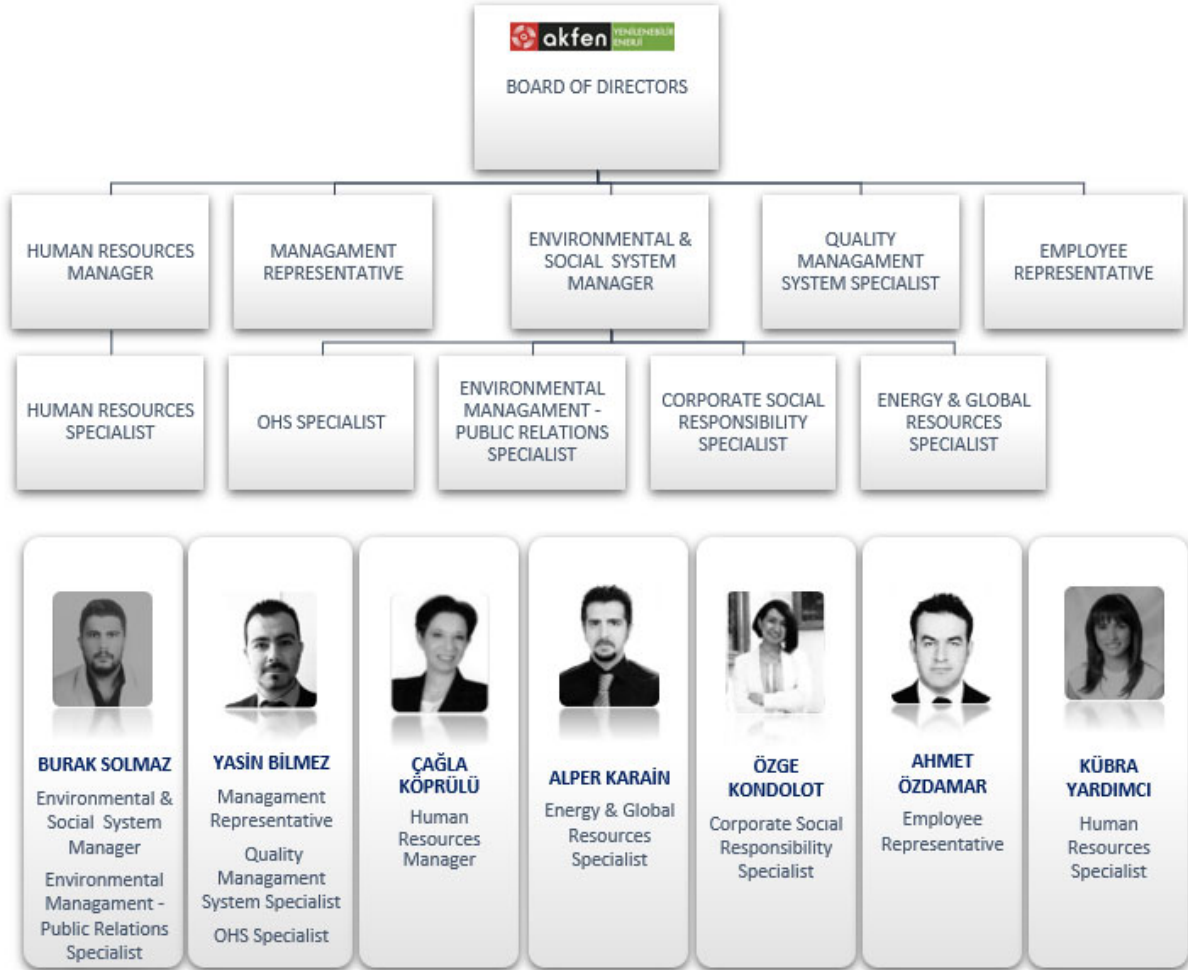 akfen YENİLENEBİLİR
ENERJİ
BOARD OF DIRECTORS
HUMAN RESOURCES
MANAGER
MANAGAMENT
REPRESENTATIVE
ENVIRONMENTAL &
SOCIAL SYSTEM
MANAGER
QUALITY
MANAGAMENT
SYSTEM SPECIALIST
EMPLOYEE
REPRESENTATIVE
HUMAN RESOURCES
SPECIALIST
OHS SPECIALIST
ENVIRONMENTAL
MANAGAMENT -
PUBLIC RELATIONS
SPECIALIST
CORPORATE SOCIAL
RESPONSIBILITY
SPECIALIST
ENERGY & GLOBAL
RESOURCES
SPECIALIST
BURAK SOLMAZ
Environmental &
Social System
Manager
Environmental
Managament -
Public Relations
Specialist
YASİN BİLMEZ
Managament
Representative
Quality
Managament
System Specialist
OHS Specialist
ÇAĞLA
KÖPRÜLÜ
Human
Resources
Manager
ALPER KARAİN
Energy & Global
Resources
Specialist
ÖZGE
KONDOLOT
Corporate Social
Responsibility
Specialist
AHMET
ÖZDAMAR
Employee
Representative
KÜBRA
YARDIMCI
Human
Resources
Specialist